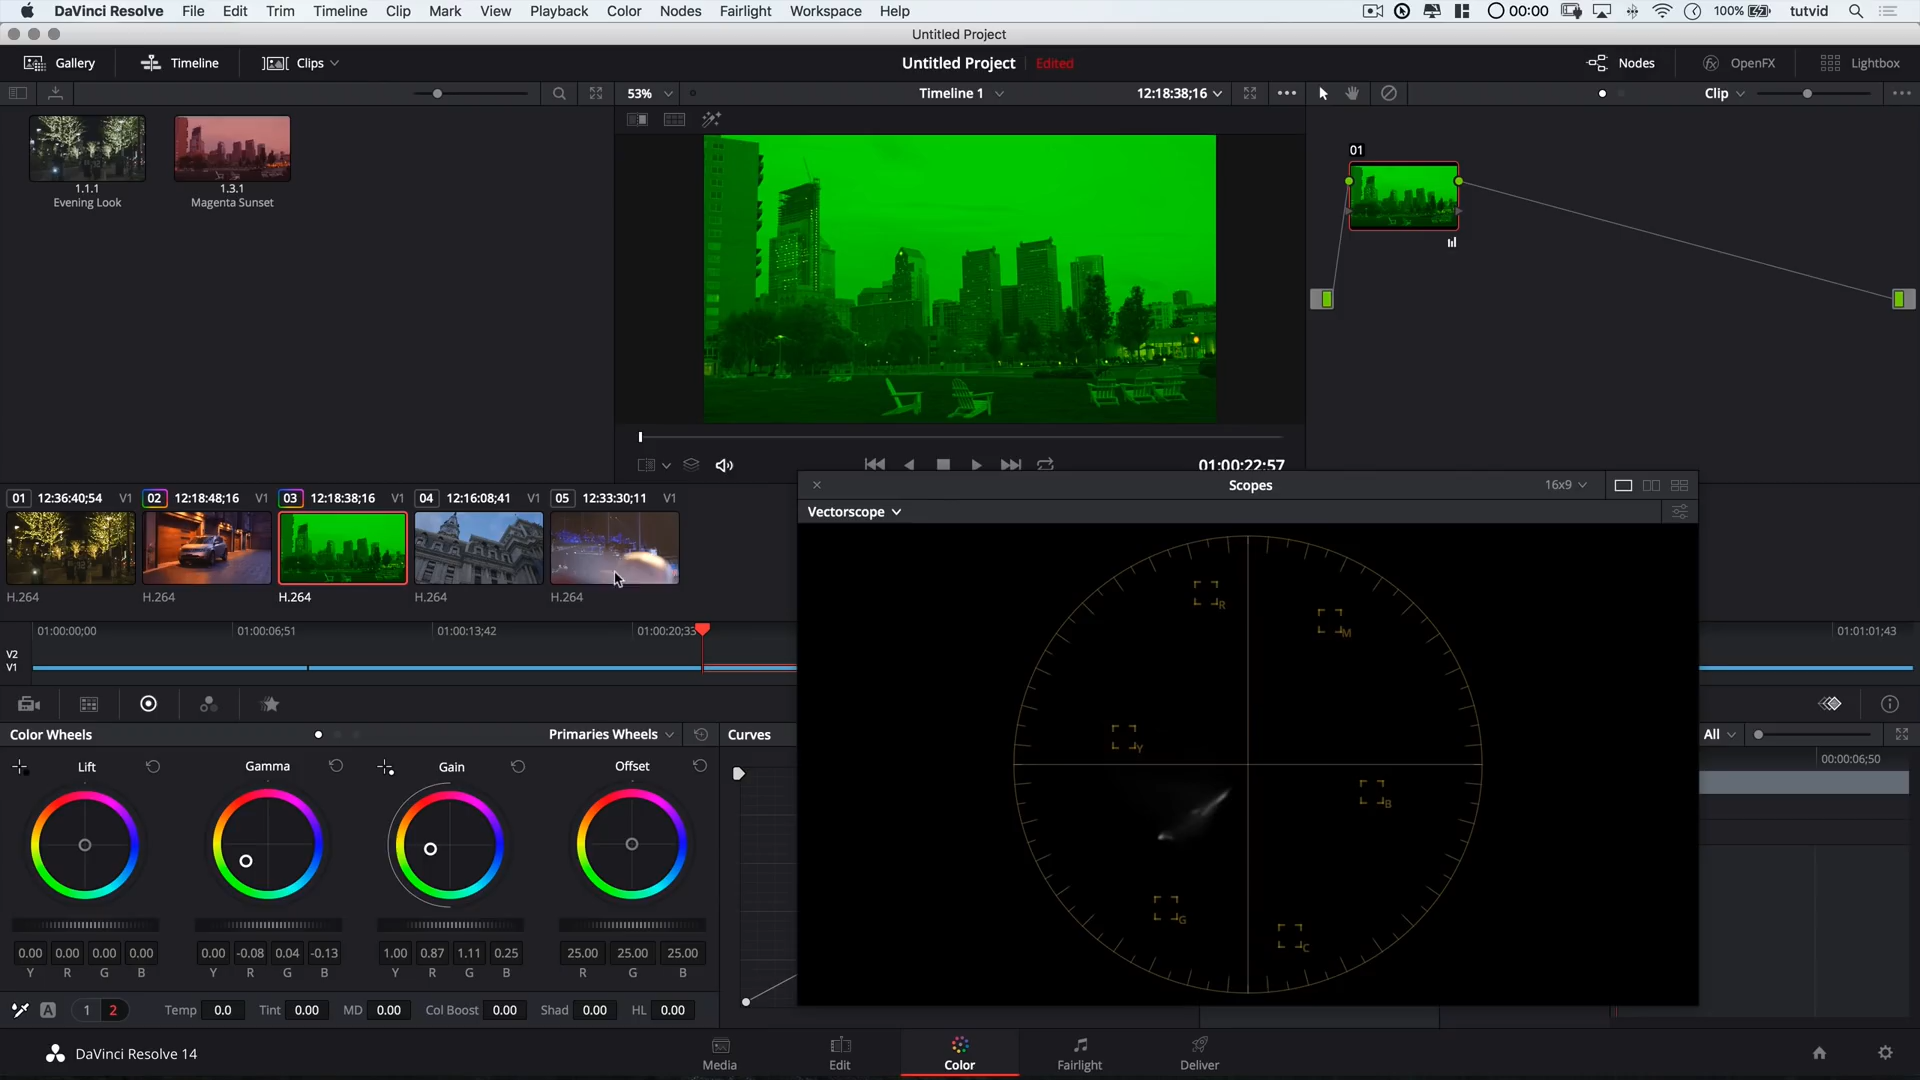 DaVinci Resolve File Edit Trim Timeline Clip Mark View Playback Color Nodes Fairlight Workspace Help 00:00 100% tutvid
Untitled Project
Gallery Timeline Clips Untitled Project Edited Nodes OpenFX Lightbox
53% Timeline 1 12:18:38;16 Clip
01
1.1.1 1.3.1
Evening Look Magenta Sunset
01:00:22:57
01 12:36:40;54 V1 02 12:18:48;16 V1 03 12:18:38;16 V1 04 12:16:08;41 V1 05 12:33:30;11 V1
Scopes 16x9
Vectorscope
H.264 H.264 H.264 H.264 H.264
R
M
Y
B
G
C
01:00:00;00 01:00:06;51 01:00:13;42 01:00:20;33 01:01:01;43
V2
V1
Color Wheels Primaries Wheels Curves All
00:00:06;50
Lift Gamma Gain Offset
0.00 0.00 0.00 0.00 0.00 -0.08 0.04 -0.13 1.00 0.87 1.11 0.25 25.00 25.00 25.00
Y R G B Y R G B Y R G B R G B
A 1 2 Temp 0.0 Tint 0.00 MD 0.00 Col Boost 0.00 Shad 0.00 HL 0.00
DaVinci Resolve 14 Media Edit Color Fairlight Deliver